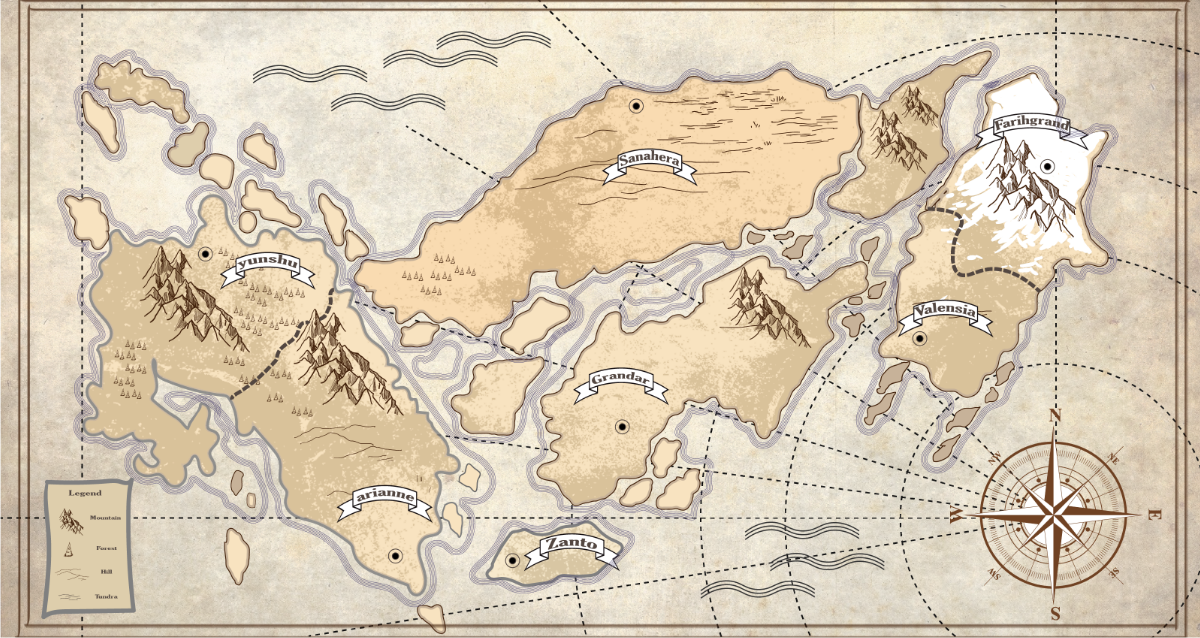 Farihgrand
Sanahera
yunshu
Valensia
Grandar
arianne
Zanto
Legend
Mountain
Forest
Hill
Tundra
N
NE
E
SE
S
SW
W
NW